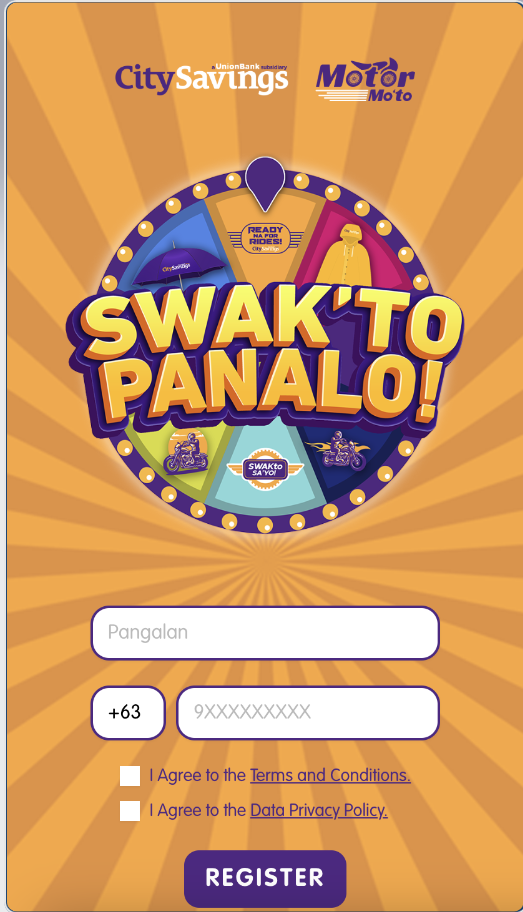 a UnionBank subsidiary
CitySavings
Motor
Mo'to
READY
NA FOR
RIDES!
CitySavings
CitySavings
SWAK'TO
PANALO!
SWAKto
SA'YO!
Pangalan
+63
9XXXXXXXXX
I Agree to the Terms and Conditions.
I Agree to the Data Privacy Policy.
REGISTER